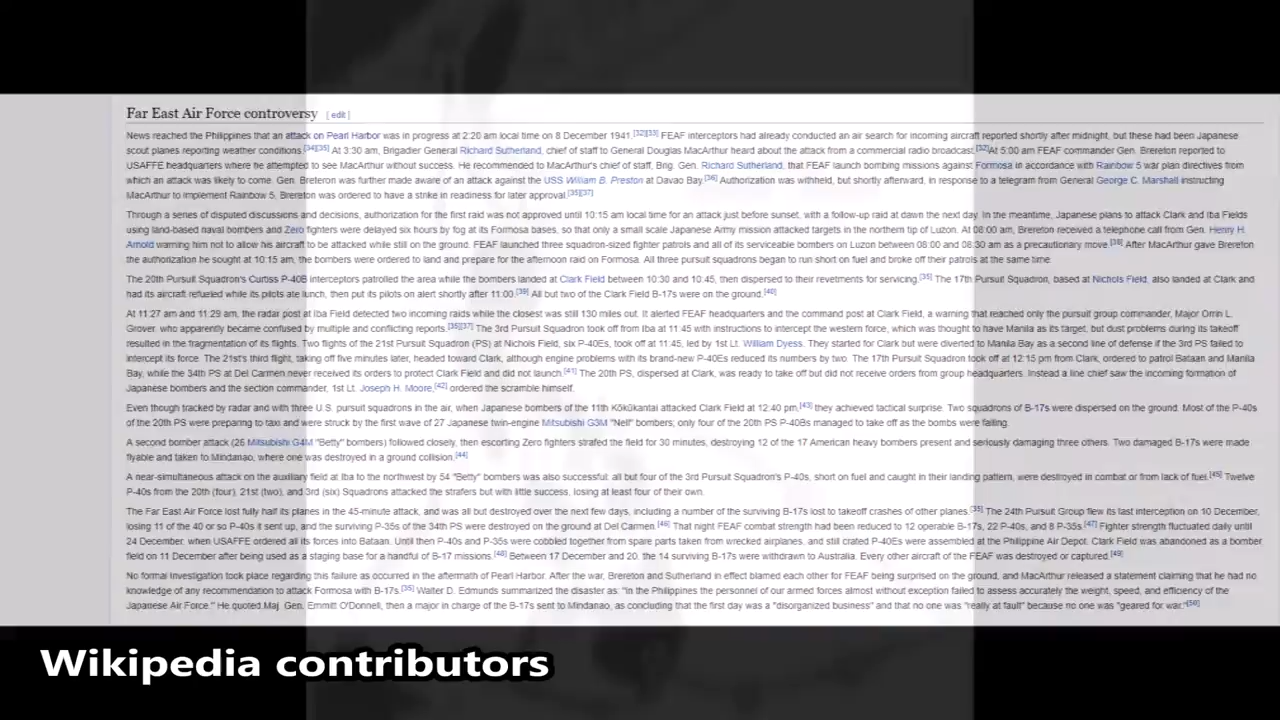 Far East Air Force controversy [ edit ]
News reached the Philippines that an attack on Pearl Harbor was in progress at 2:20 am local time on 8 December 1941.[32][33] FEAF interceptors had already conducted an air search for incoming aircraft reported shortly after midnight, but these had been Japanese
scout planes reporting weather conditions.[34][35] At 3:30 am, Brigadier General Richard Sutherland, chief of staff to General Douglas MacArthur heard about the attack from a commercial radio broadcast.[32] At 5:00 am FEAF commander Gen. Brereton reported to
USAFFE headquarters where he attempted to see MacArthur without success. He recommended to MacArthur's chief of staff, Brig. Gen. Richard Sutherland, that FEAF launch bombing missions against Formosa in accordance with Rainbow 5 war plan directives from
which an attack was likely to come. Gen. Breteron was further made aware of an attack against the USS William B. Preston at Davao Bay.[36] Authorization was withheld, but shortly afterward, in response to a telegram from General George C. Marshall instructing
MacArthur to implement Rainbow 5, Brereton was ordered to have a strike in readiness for later approval.[35][37]
Through a series of disputed discussions and decisions, authorization for the first raid was not approved until 10:15 am local time for an attack just before sunset, with a follow-up raid at dawn the next day. In the meantime, Japanese plans to attack Clark and Iba Fields
using land-based naval bombers and Zero fighters were delayed six hours by fog at its Formosa bases, so that only a small scale Japanese Army mission attacked targets in the northern tip of Luzon. At 08:00 am, Brereton received a telephone call from Gen. Henry H.
Arnold warning him not to allow his aircraft to be attacked while still on the ground. FEAF launched three squadron-sized fighter patrols and all of its serviceable bombers on Luzon between 08:00 and 08:30 am as a precautionary move.[38] After MacArthur gave Brereton
the authorization he sought at 10:15 am, the bombers were ordered to land and prepare for the afternoon raid on Formosa. All three pursuit squadrons began to run short on fuel and broke off their patrols at the same time.
The 20th Pursuit Squadron's Curtiss P-40B interceptors patrolled the area while the bombers landed at Clark Field between 10:30 and 10:45, then dispersed to their revetments for servicing.[35] The 17th Pursuit Squadron, based at Nichols Field, also landed at Clark and
had its aircraft refueled while its pilots ate lunch, then put its pilots on alert shortly after 11:00.[39] All but two of the Clark Field B-17s were on the ground.[40]
At 11:27 am and 11:29 am, the radar post at Iba Field detected two incoming raids while the closest was still 130 miles out. It alerted FEAF headquarters and the command post at Clark Field, a warning that reached only the pursuit group commander, Major Orrin L.
Grover, who apparently became confused by multiple and conflicting reports.[35][37] The 3rd Pursuit Squadron took off from Iba at 11:45 with instructions to intercept the western force, which was thought to have Manila as its target, but dust problems during its takeoff
resulted in the fragmentation of its flights. Two flights of the 21st Pursuit Squadron (PS) at Nichols Field, six P-40Es, took off at 11:45, led by 1st Lt. William Dyess. They started for Clark but were diverted to Manila Bay as a second line of defense if the 3rd PS failed to
intercept its force. The 21st's third flight, taking off five minutes later, headed toward Clark, although engine problems with its brand-new P-40Es reduced its numbers by two. The 17th Pursuit Squadron took off at 12:15 pm from Clark, ordered to patrol Bataan and Manila
Bay, while the 34th PS at Del Carmen never received its orders to protect Clark Field and did not launch.[41] The 20th PS, dispersed at Clark, was ready to take off but did not receive orders from group headquarters. Instead a line chief saw the incoming formation of
Japanese bombers and the section commander, 1st Lt. Joseph H. Moore,[42] ordered the scramble himself.
Even though tracked by radar and with three U.S. pursuit squadrons in the air, when Japanese bombers of the 11th Kōkūkantai attacked Clark Field at 12:40 pm,[43] they achieved tactical surprise. Two squadrons of B-17s were dispersed on the ground. Most of the P-40s
of the 20th PS were preparing to taxi and were struck by the first wave of 27 Japanese twin-engine Mitsubishi G3M "Nell" bombers; only four of the 20th PS P-40Bs managed to take off as the bombs were falling.
A second bomber attack (26 Mitsubishi G4M "Betty" bombers) followed closely, then escorting Zero fighters strafed the field for 30 minutes, destroying 12 of the 17 American heavy bombers present and seriously damaging three others. Two damaged B-17s were made
flyable and taken to Mindanao, where one was destroyed in a ground collision.[44]
A near-simultaneous attack on the auxiliary field at Iba to the northwest by 54 "Betty" bombers was also successful: all but four of the 3rd Pursuit Squadron's P-40s, short on fuel and caught in their landing pattern, were destroyed in combat or from lack of fuel.[45] Twelve
P-40s from the 20th (four), 21st (two), and 3rd (six) Squadrons attacked the strafers but with little success, losing at least four of their own.
The Far East Air Force lost fully half its planes in the 45-minute attack, and was all but destroyed over the next few days, including a number of the surviving B-17s lost to takeoff crashes of other planes.[35] The 24th Pursuit Group flew its last interception on 10 December,
losing 11 of the 40 or so P-40s it sent up, and the surviving P-35s of the 34th PS were destroyed on the ground at Del Carmen.[46] That night FEAF combat strength had been reduced to 12 operable B-17s, 22 P-40s, and 8 P-35s.[47] Fighter strength fluctuated daily until
24 December, when USAFFE ordered all its forces into Bataan. Until then P-40s and P-35s were cobbled together from spare parts taken from wrecked airplanes, and still crated P-40Es were assembled at the Philippine Air Depot. Clark Field was abandoned as a bomber
field on 11 December after being used as a staging base for a handful of B-17 missions.[48] Between 17 December and 20, the 14 surviving B-17s were withdrawn to Australia. Every other aircraft of the FEAF was destroyed or captured.[49]
No formal investigation took place regarding this failure as occurred in the aftermath of Pearl Harbor. After the war, Brereton and Sutherland in effect blamed each other for FEAF being surprised on the ground, and MacArthur released a statement claiming that he had no
knowledge of any recommendation to attack Formosa with B-17s.[35] Walter D. Edmunds summarized the disaster as: "in the Philippines the personnel of our armed forces almost without exception failed to assess accurately the weight, speed, and efficiency of the
Japanese Air Force." He quoted Maj. Gen. Emmitt O'Donnell, then a major in charge of the B-17s sent to Mindanao, as concluding that the first day was a "disorganized business" and that no one was "really at fault" because no one was "geared for war."[50]
Wikipedia contributors